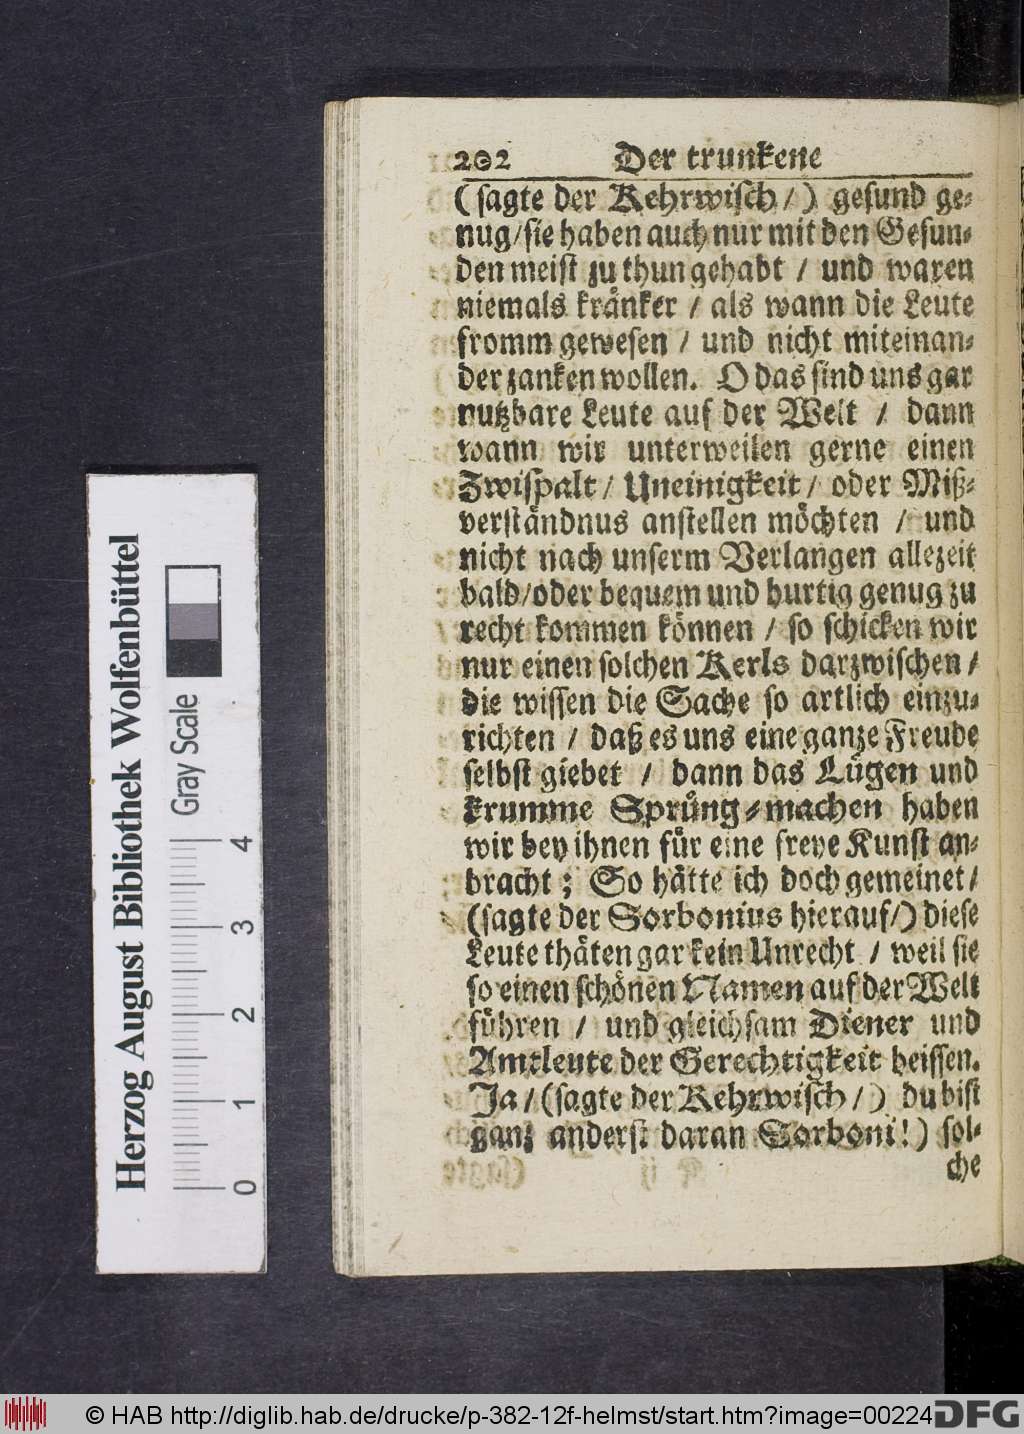 202 Der trunkene
(sagte der Kehrwisch/) gesund ge-
nug/sie haben auch nur mit den Gesun-
den meist zu thun gehabt / und waren
niemals kränker / als wann die Leute
fromm gewesen / und nicht miteinan-
der zanken wollen. O das sind uns gar
nutzbare Leute auf der Welt / dann
wann wir unterweilen gerne einen
Zwispalt / Uneinigkeit / oder Miß-
verständnus anstellen möchten / und
nicht nach unserm Verlangen allezeit
bald/oder bequem und hurtig genug zu
recht kommen können / so schicken wir
nur einen solchen Kerls darzwischen /
die wissen die Sache so artlich einzu-
richten / daß es uns eine ganze Freude
selbst giebet / dann das Lügen und
krumme Sprüng-machen haben
wir bey ihnen für eine freye Kunst an-
bracht; So hätte ich doch gemeinet/
(sagte der Sorbonius hierauf/) diese
Leute thäten gar kein Unrecht / weil sie
so einen schönen Namen auf der Welt
führen / und gleichsam Diener und
Amtleute der Gerechtigkeit heissen.
Ja/(sagte der Kehrwisch/) du bist
ganz anderst daran Sorboni!) sol-
che
Herzog August Bibliothek Wolfenbüttel
Gray Scale
0 1 2 3 4
© HAB http://diglib.hab.de/drucke/p-382-12f-helmst/start.htm?image=00224
DFG